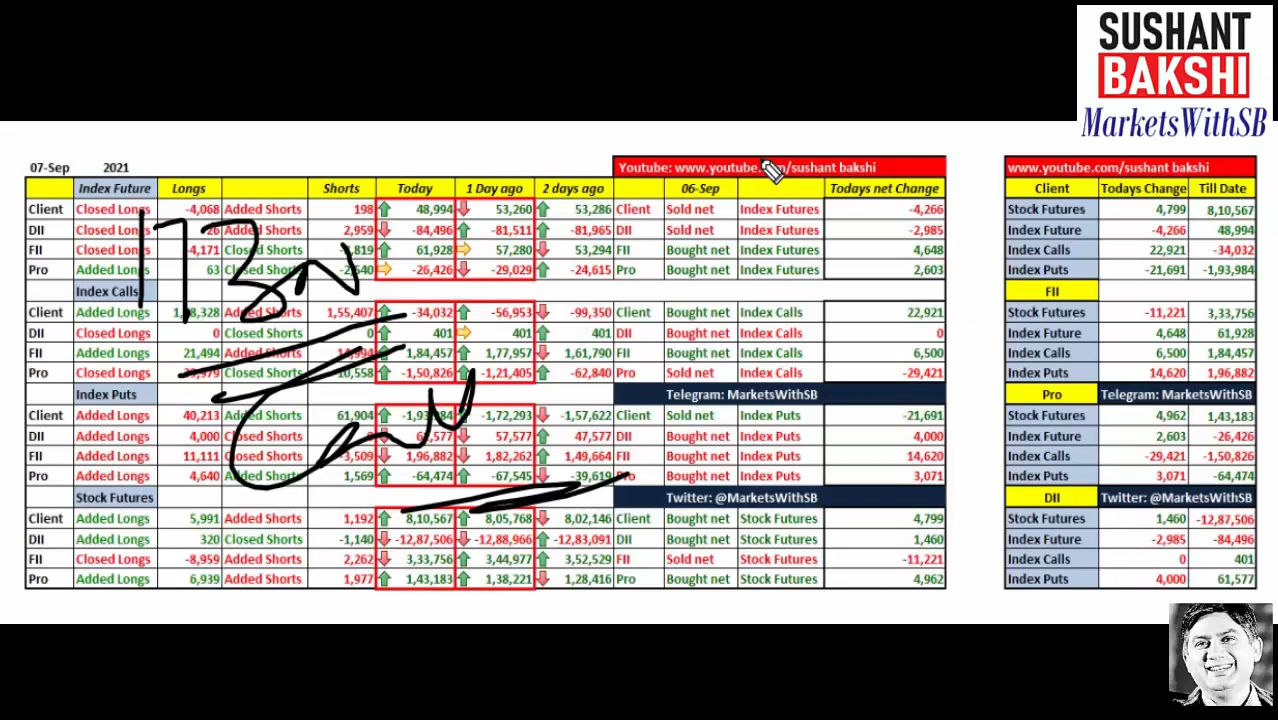 SUSHANT
BAKSHI
MarketsWithSB
07-Sep 2021 Youtube: www.youtube. /sushant bakshi www.youtube.com/sushant bakshi
Index Future Longs Shorts Today 1 Day ago 2 days ago 06-Sep Todays net Change Client Todays Change Till Date
Client Closed Longs -4,068 Added Shorts 198 48,994 53,260 53,286 Client Sold net Index Futures -4,266 Stock Futures 4,799 8,10,567
DII Closed Longs Added Shorts 2,959 -84,496 -81,511 -81,965 DII Sold net Index Futures -2,985 Index Future -4,266 48,994
FII Closed Longs -4,171 Closed Shorts 61,928 57,280 53,294 FII Bought net Index Futures 4,648 Index Calls 22,921 -34,032
Pro Added Longs 63 Closed Shorts -26,426 -29,029 -24,615 Pro Bought net Index Futures 2,603 Index Puts -21,691 -1,93,984
Index Calls FII
Client Added Longs Added Shorts 1,55,407 -34,032 -56,953 -99,350 Client Bought net Index Calls 22,921 Stock Futures -11,221 3,33,756
DII Closed Longs 0 Closed Shorts 0 401 401 401 DII Bought net Index Calls 0 Index Future 4,648 61,928
FII Added Longs 21,494 Added Shorts 14,994 1,84,457 1,77,957 1,61,790 FII Bought net Index Calls 6,500 Index Calls 6,500 1,84,457
Pro Closed Longs Closed Shorts -1,50,826 -1,21,405 -62,840 Pro Sold net Index Calls -29,421 Index Puts 14,620 1,96,882
Index Puts Telegram: MarketsWithSB Pro Telegram: MarketsWithSB
Client Added Longs 40,213 Added Shorts 61,904 -1,72,293 -1,57,622 Client Sold net Index Puts -21,691 Stock Futures 4,962 1,43,183
DII Added Longs 4,000 Closed Shorts 57,577 47,577 DII Bought net Index Puts 4,000 Index Future 2,603 -26,426
FII Added Longs 11,111 Closed Shorts 1,96,882 1,82,262 1,49,664 FII Bought net Index Puts 14,620 Index Calls -29,421 -1,50,826
Pro Added Longs 4,640 Added Shorts 1,569 -64,474 -67,545 -39,619 Pro Bought net Index Puts 3,071 Index Puts 3,071 -64,474
Stock Futures Twitter: @MarketsWithSB DII Twitter: @MarketsWithSB
Client Added Longs 5,991 Added Shorts 1,192 8,10,567 8,05,768 8,02,146 Client Bought net Stock Futures 4,799 Stock Futures 1,460 -12,87,506
DII Added Longs 320 Closed Shorts -1,140 -12,87,506 -12,88,966 -12,83,091 DII Bought net Stock Futures 1,460 Index Future -2,985 -84,496
FII Closed Longs -8,959 Added Shorts 2,262 3,33,756 3,44,977 3,52,529 FII Sold net Stock Futures -11,221 Index Calls 0 401
Pro Added Longs 6,939 Added Shorts 1,977 1,43,183 1,38,221 1,28,416 Pro Bought net Stock Futures 4,962 Index Puts 4,000 61,577